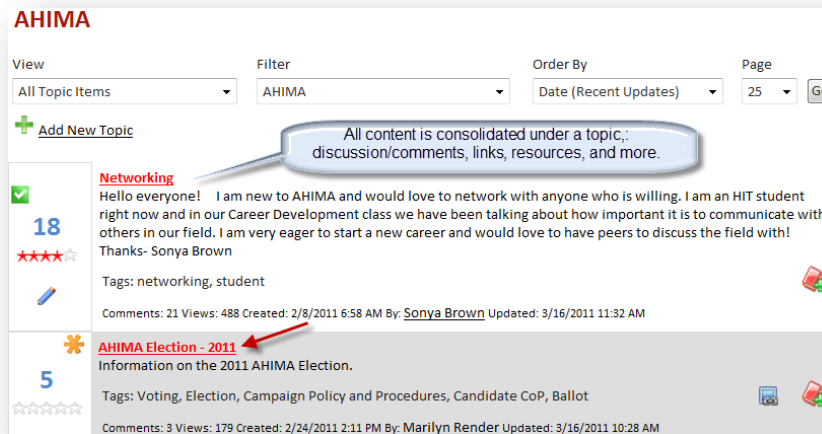 AHIMA
View Filter Order By Page
All Topic Items AHIMA Date (Recent Updates) 25 G
Add New Topic
All content is consolidated under a topic,:
discussion/comments, links, resources, and more.
Networking
Hello everyone! I am new to AHIMA and would love to network with anyone who is willing. I am an HIT student
right now and in our Career Development class we have been talking about how important it is to communicate with
others in our field. I am very eager to start a new career and would love to have peers to discuss the field with!
Thanks- Sonya Brown
18
Tags: networking, student
Comments: 21 Views: 488 Created: 2/8/2011 6:58 AM By: Sonya Brown Updated: 3/16/2011 11:32 AM
AHIMA Election - 2011
Information on the 2011 AHIMA Election.
5
Tags: Voting, Election, Campaign Policy and Procedures, Candidate CoP, Ballot
Comments: 3 Views: 179 Created: 2/24/2011 2:11 PM By: Marilyn Render Updated: 3/16/2011 10:28 AM